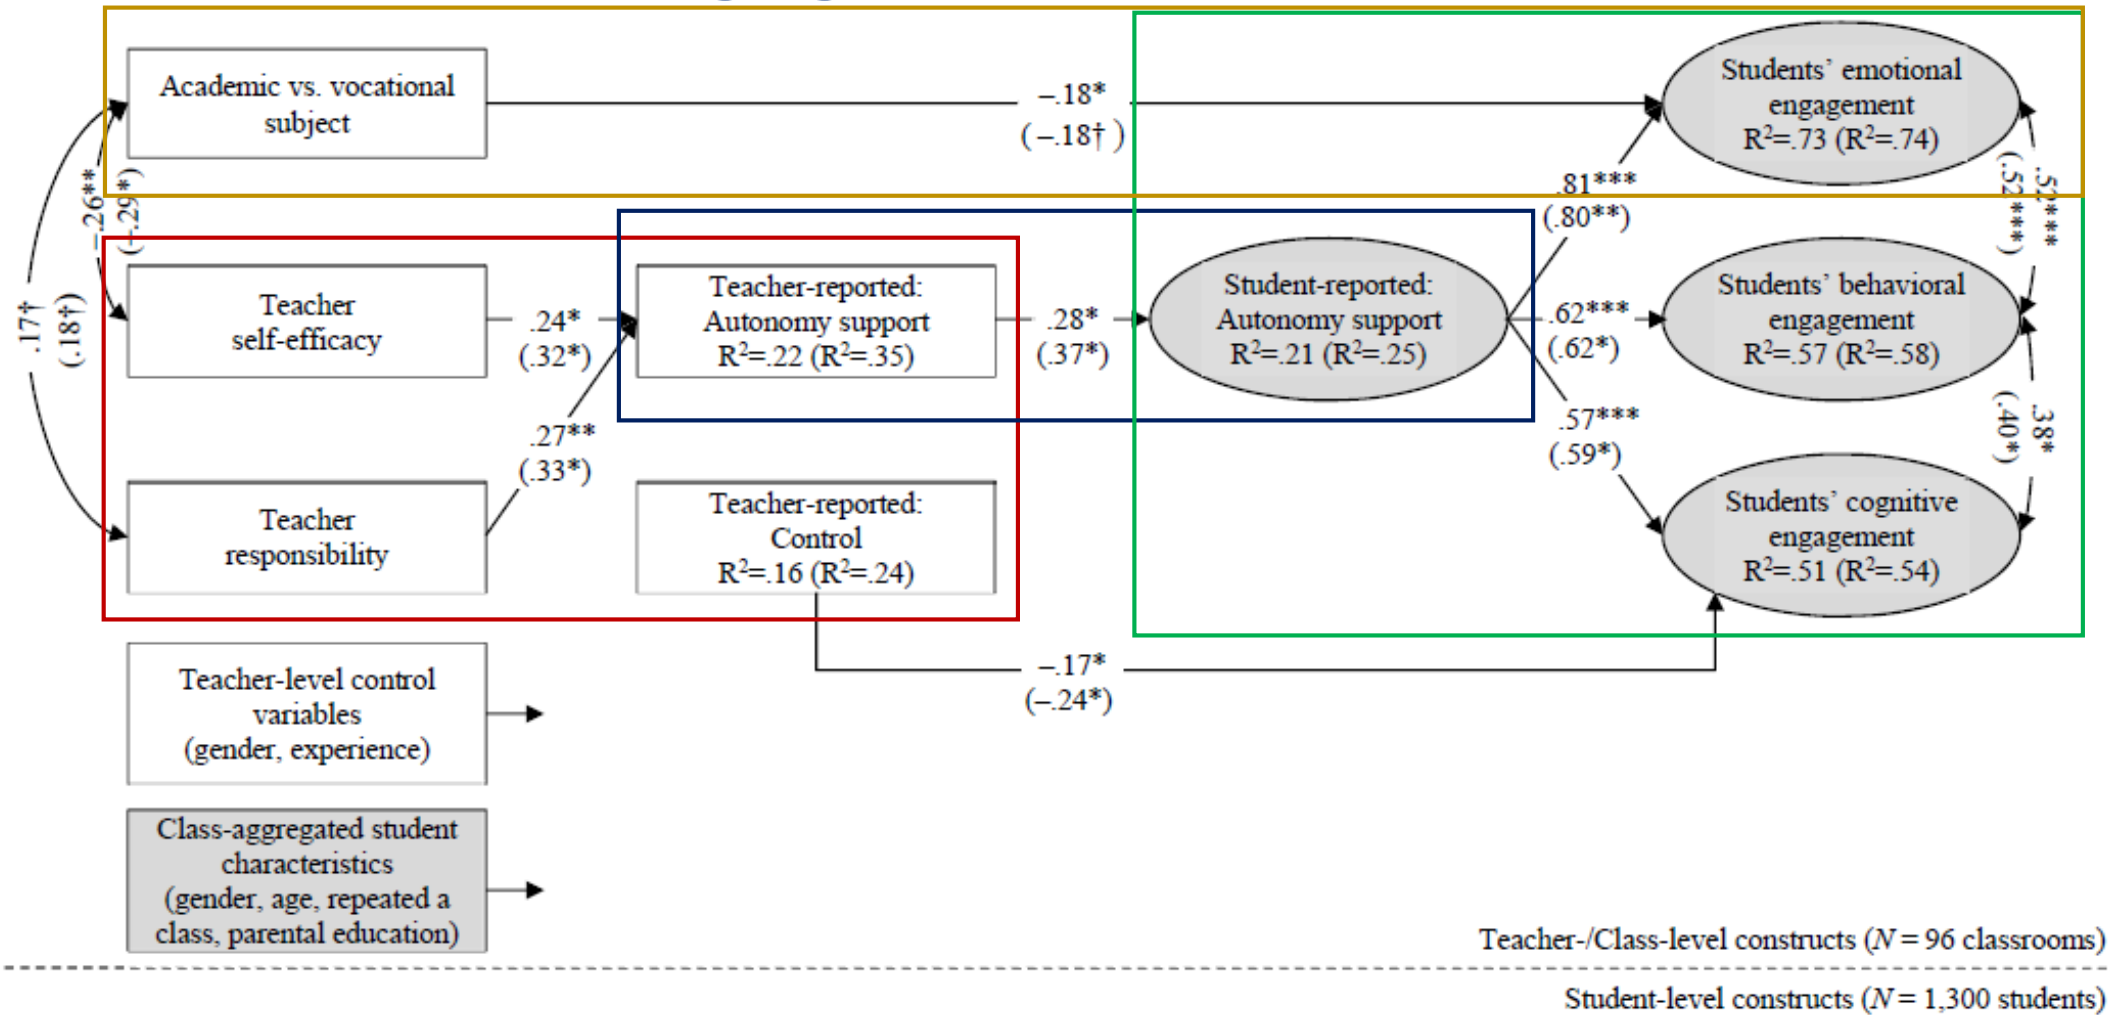 Academic vs. vocational
subject
–.18*
(–.18†)
Students’ emotional
engagement
R²=.73 (R²=.74)
–.26**
(–.29*)
.17†
(.18†)
.81***
(.80**)
.52***
(.52***)
Teacher
self-efficacy
.24*
(.32*)
Teacher-reported:
Autonomy support
R²=.22 (R²=.35)
.28*
(.37*)
Student-reported:
Autonomy support
R²=.21 (R²=.25)
.62***
(.62*)
Students’ behavioral
engagement
R²=.57 (R²=.58)
.27**
(.33*)
.57***
(.59*)
.38*
(.40*)
Teacher
responsibility
Teacher-reported:
Control
R²=.16 (R²=.24)
Students’ cognitive
engagement
R²=.51 (R²=.54)
–.17*
(–.24*)
Teacher-level control
variables
(gender, experience)
Class-aggregated student
characteristics
(gender, age, repeated a
class, parental education)
Teacher-/Class-level constructs (N = 96 classrooms)
Student-level constructs (N = 1,300 students)